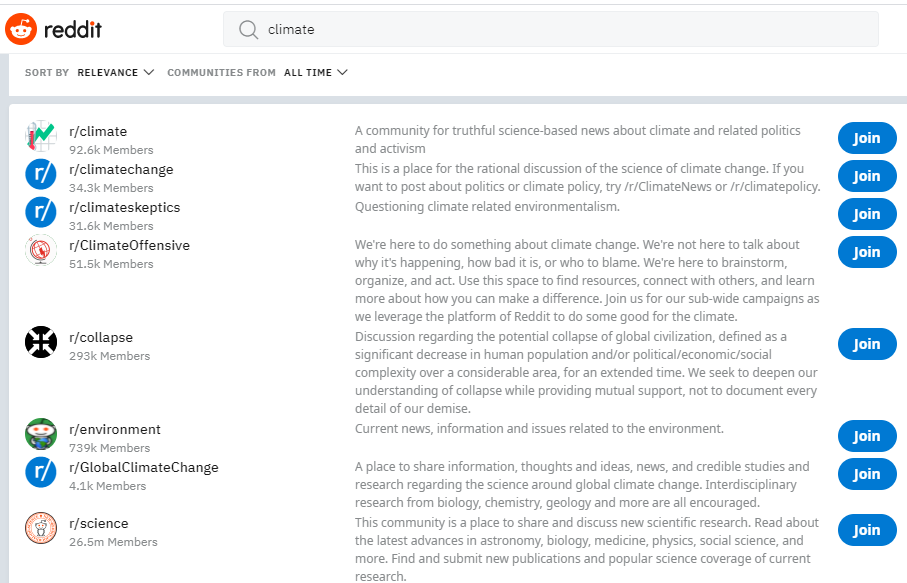 reddit
climate
SORT BY RELEVANCE COMMUNITIES FROM ALL TIME
r/climate
92.6k Members
A community for truthful science-based news about climate and related politics
and activism
Join
r/ r/climatechange
34.3k Members
This is a place for the rational discussion of the science of climate change. If you
want to post about politics or climate policy, try /r/ClimateNews or /r/climatepolicy.
Join
r/ r/climateskeptics
31.6k Members
Questioning climate related environmentalism.
Join
r/ClimateOffensive
51.5k Members
We're here to do something about climate change. We're not here to talk about
why it's happening, how bad it is, or who to blame. We're here to brainstorm,
organize, and act. Use this space to find resources, connect with others, and learn
more about how you can make a difference. Join us for our sub-wide campaigns as
we leverage the platform of Reddit to do some good for the climate.
Join
r/collapse
293k Members
Discussion regarding the potential collapse of global civilization, defined as a
significant decrease in human population and/or political/economic/social
complexity over a considerable area, for an extended time. We seek to deepen our
understanding of collapse while providing mutual support, not to document every
detail of our demise.
Join
r/environment
739k Members
Current news, information and issues related to the environment.
Join
r/ r/GlobalClimateChange
4.1k Members
A place to share information, thoughts and ideas, news, and credible studies and
research regarding the science around global climate change. Interdisciplinary
research from biology, chemistry, geology and more are all encouraged.
Join
r/science
26.5m Members
This community is a place to share and discuss new scientific research. Read about
the latest advances in astronomy, biology, medicine, physics, social science, and
more. Find and submit new publications and popular science coverage of current
research.
Join